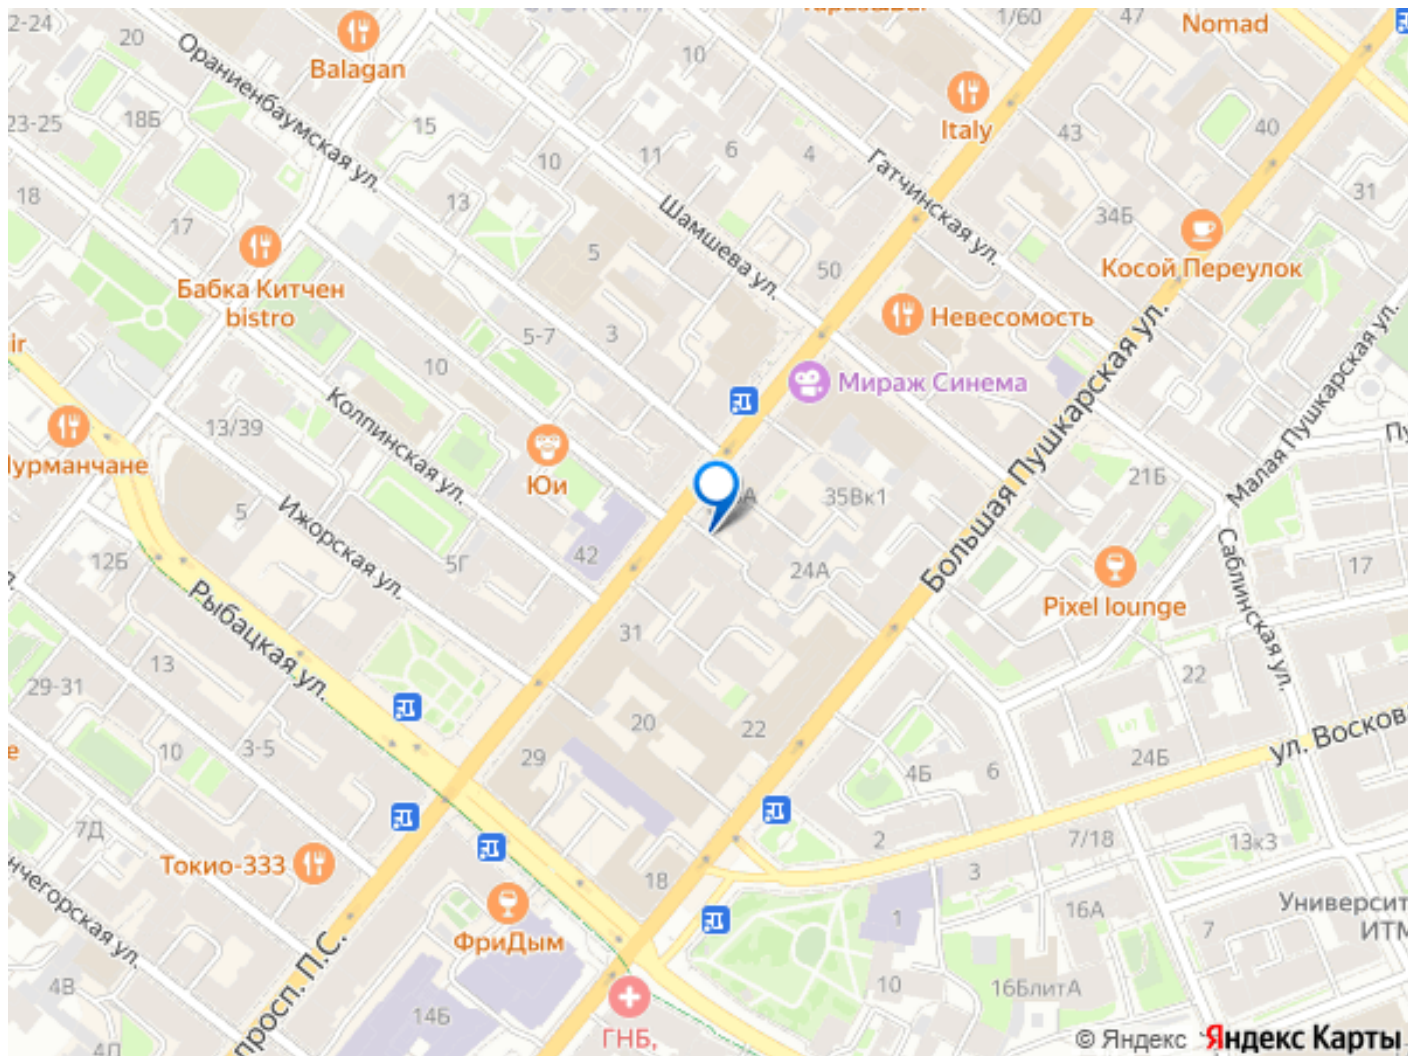 2-24
20
Balagan
10
1/60
47
Nomad
Ораниенбаумская ул.
23-25
18Б
15
Italy
43
40
10
11
6
4
Гатчинская ул.
31
18
17
13
Шамшева ул.
34Б
5
50
Косой Переулок
Бабка Китчен
bistro
Невесомость
5-7
3
10
Мираж Синема
Большая Пушкарская ул.
Малая Пушкарская ул.
Колпинская ул.
13/39
Юи
35Вк1
21Б
5
Ижорская ул.
12Б
5Г
42
24А
Pixel lounge
Саблинская ул.
17
Рыбацкая ул.
31
13
29-31
22
20
22
3-5
10
29
4Б
6
24Б
ул. Воскова
7Д
2
7/18
13к3
3
Токио-333
18
16А
1
7
Университ
ИТМ
ФриДым
10
16БлитА
4В
14Б
ГНБ,
просп. П.С.
4Д
© Яндекс
Яндекс Карты